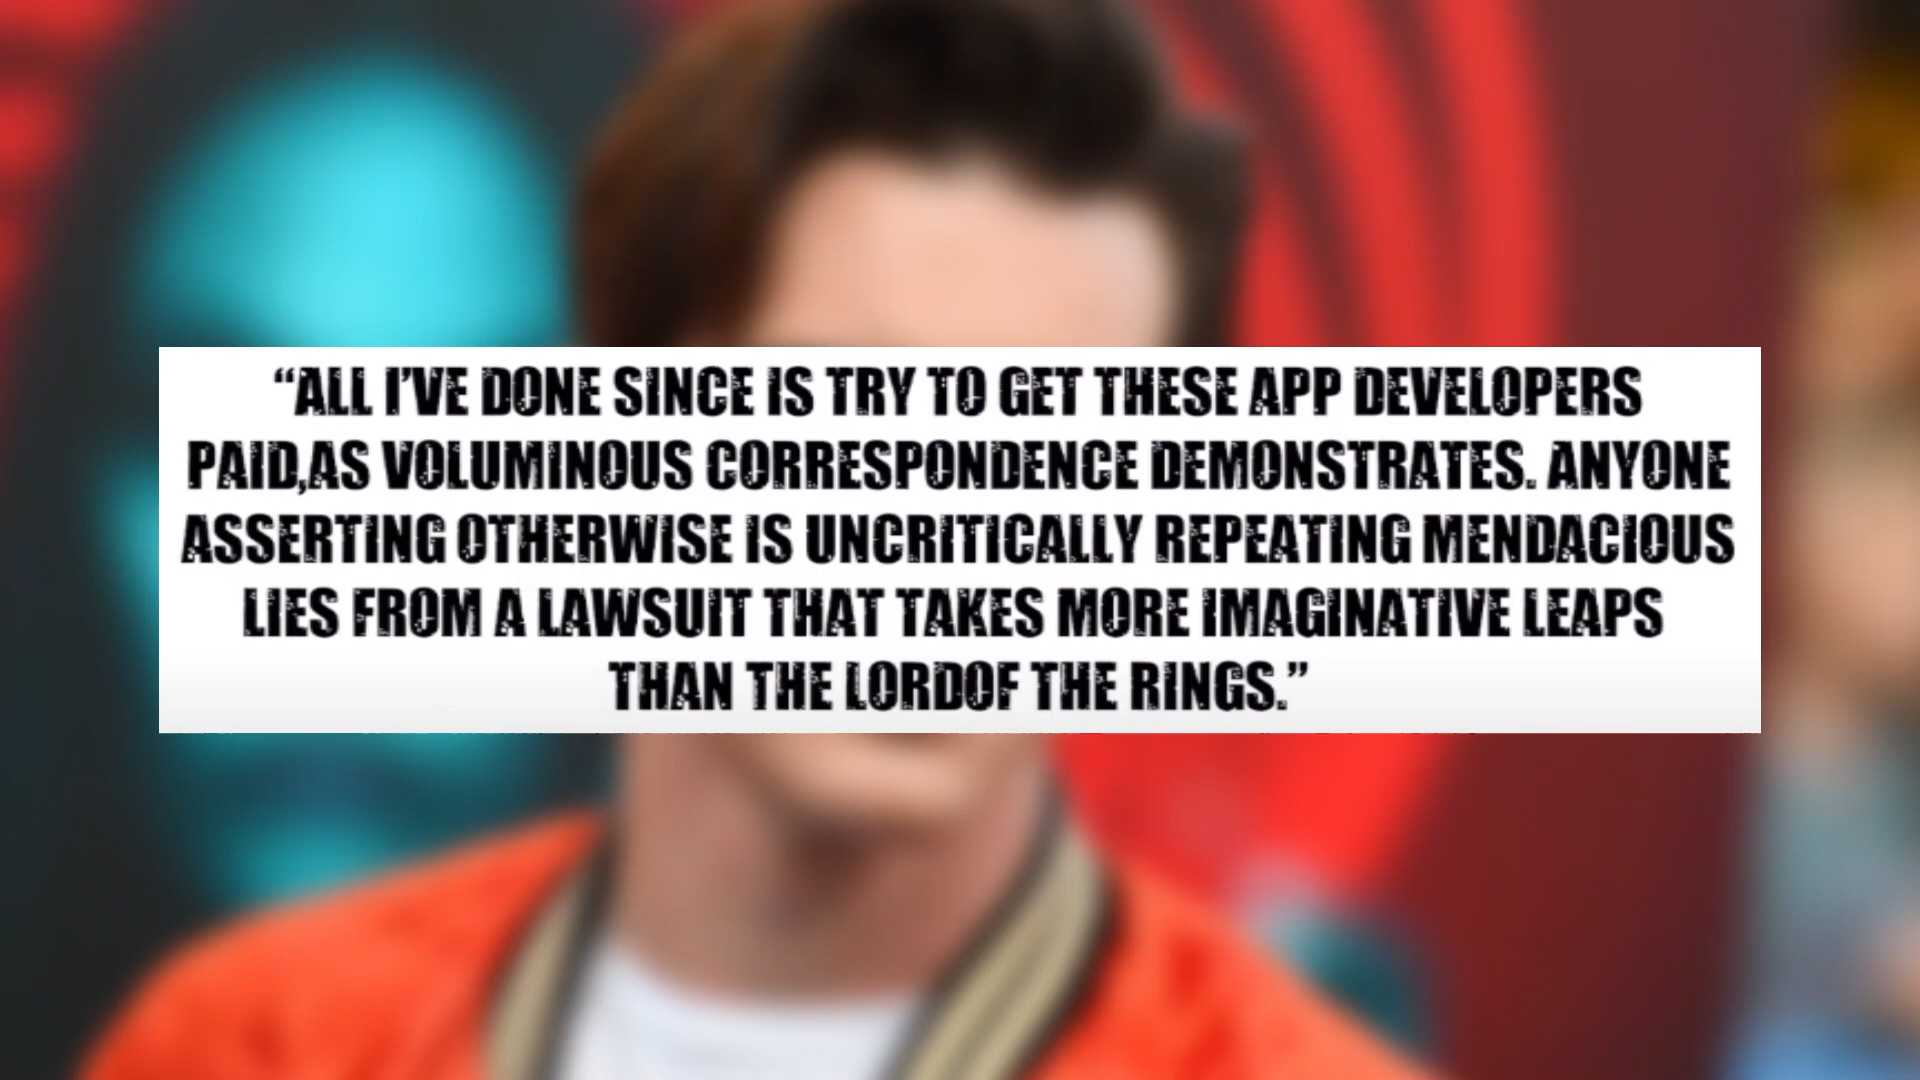 “ALL I’VE DONE SINCE IS TRY TO GET THESE APP DEVELOPERS
PAID,AS VOLUMINOUS CORRESPONDENCE DEMONSTRATES. ANYONE
ASSERTING OTHERWISE IS UNCRITICALLY REPEATING MENDACIOUS
LIES FROM A LAWSUIT THAT TAKES MORE IMAGINATIVE LEAPS
THAN THE LORDOF THE RINGS.”